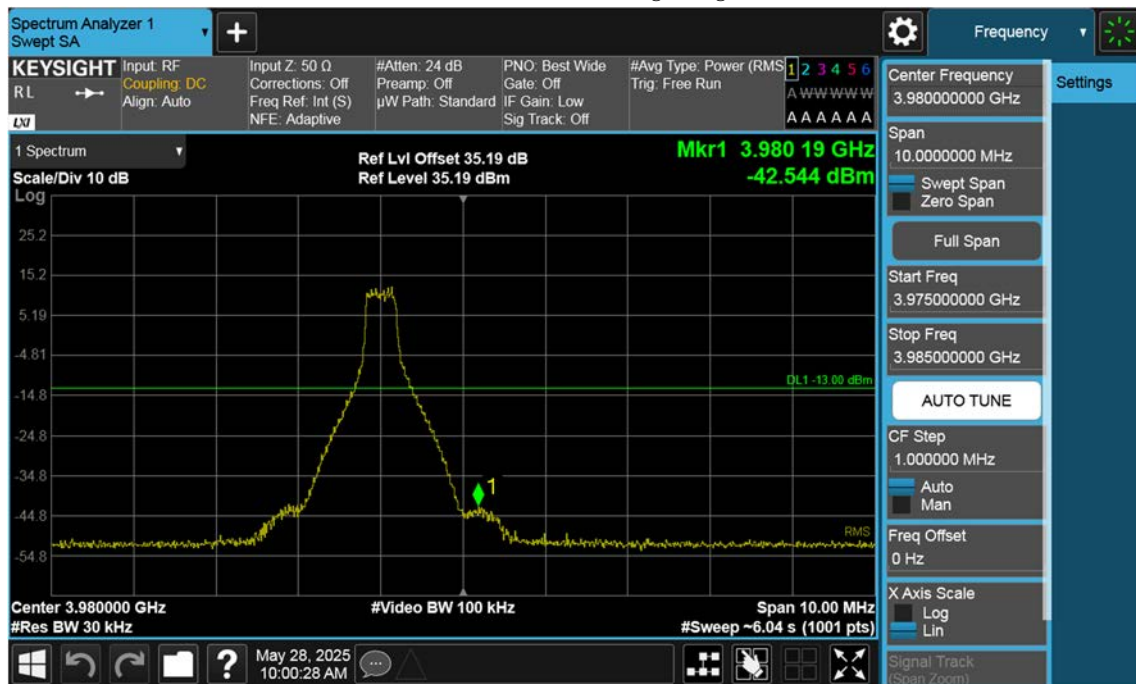 Spectrum Analyzer 1
Swept SA
Frequency
KEYSIGHT
RL
LXI
Input: RF
Coupling: DC
Align: Auto
Input Z: 50 Ω
Corrections: Off
Freq Ref: Int (S)
NFE: Adaptive
#Atten: 24 dB
Preamp: Off
µW Path: Standard
PNO: Best Wide
Gate: Off
IF Gain: Low
Sig Track: Off
#Avg Type: Power (RMS
Trig: Free Run
1 2 3 4 5 6
A W W W W W
A A A A A A
Center Frequency
3.980000000 GHz
Settings
1 Spectrum
Scale/Div 10 dB
Ref Lvl Offset 35.19 dB
Ref Level 35.19 dBm
Mkr1 3.980 19 GHz
-42.544 dBm
Log
25.2
15.2
5.19
-4.81
-14.8
-24.8
-34.8
-44.8
-54.8
DL1 -13.00 dBm
1
RMS
Center 3.980000 GHz
#Res BW 30 kHz
#Video BW 100 kHz
Span 10.00 MHz
#Sweep ~6.04 s (1001 pts)
Span
10.0000000 MHz
Swept Span
Zero Span
Full Span
Start Freq
3.975000000 GHz
Stop Freq
3.985000000 GHz
AUTO TUNE
CF Step
1.000000 MHz
Auto
Man
Freq Offset
0 Hz
X Axis Scale
Log
Lin
Signal Track
(Span Zoom)
?
May 28, 2025
10:00:28 AM